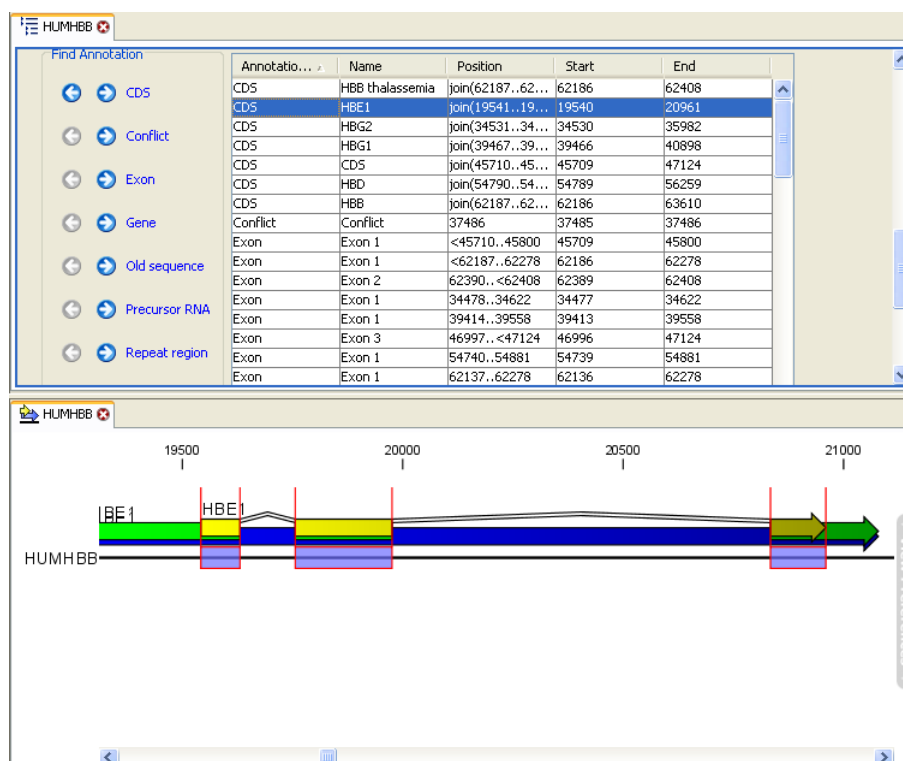 HUMHBB
Find Annotation
CDS
Conflict
Exon
Gene
Old sequence
Precursor RNA
Repeat region
Annotatio... Name Position Start End
CDS HBB thalassemia join(62187..62... 62186 62408
CDS HBE1 join(19541..19... 19540 20961
CDS HBG2 join(34531..34... 34530 35982
CDS HBG1 join(39467..39... 39466 40898
CDS CDS join(45710..45... 45709 47124
CDS HBD join(54790..54... 54789 56259
CDS HBB join(62187..62... 62186 63610
Conflict Conflict 37486 37485 37486
Exon Exon 1 <45710..45800 45709 45800
Exon Exon 1 <62187..62278 62186 62278
Exon Exon 2 62390..<62408 62389 62408
Exon Exon 1 34478..34622 34477 34622
Exon Exon 1 39414..39558 39413 39558
Exon Exon 3 46997..<47124 46996 47124
Exon Exon 1 54740..54881 54739 54881
Exon Exon 1 62137..62278 62136 62278
HUMHBB
19500 20000 20500 21000
HBE1
HUMHBB